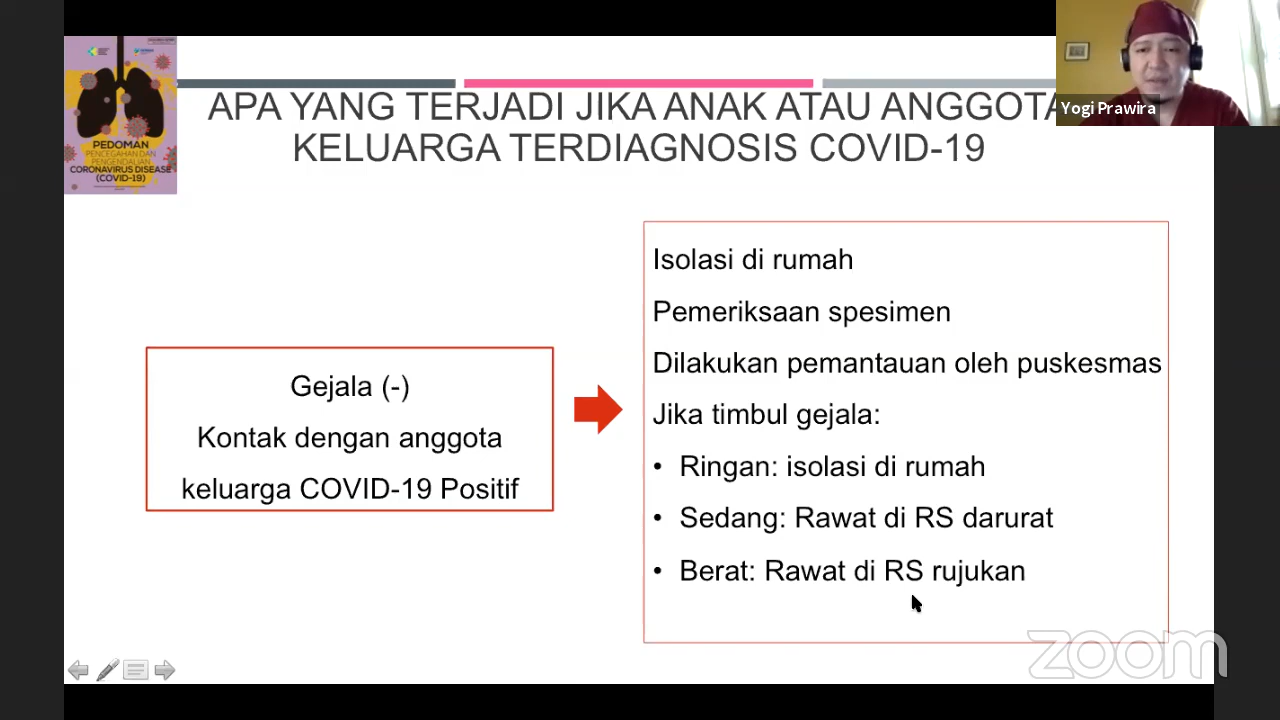 APA YANG TERJADI JIKA ANAK ATAU ANGGOTA
KELUARGA TERDIAGNOSIS COVID-19
Yogi Prawira
PEDOMAN
PENCEGAHAN DAN
PENGENDALIAN
CORONAVIRUS DISEASE
(COVID-19)
Gejala (-)
Kontak dengan anggota
keluarga COVID-19 Positif
Isolasi di rumah
Pemeriksaan spesimen
Dilakukan pemantauan oleh puskesmas
Jika timbul gejala:
• Ringan: isolasi di rumah
• Sedang: Rawat di RS darurat
• Berat: Rawat di RS rujukan
zoom